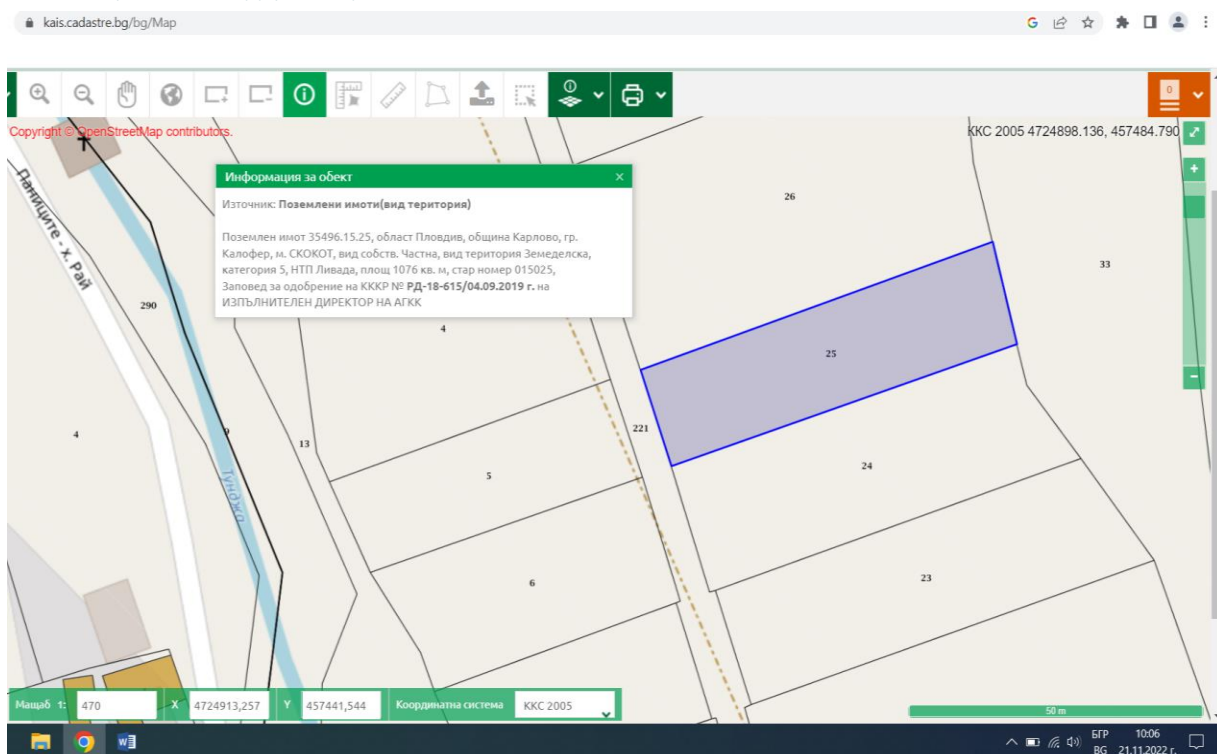 kais.cadastre.bg/bg/Map
0
Copyright © OpenStreetMap contributors.
ККС 2005 4724898.136, 457484.790
Информация за обект
×
Източник: Поземлени имоти(вид територия)
Поземлен имот 35496.15.25, област Пловдив, община Карлово, гр.
Калофер, м. СКОКОТ, вид собств. Частна, вид територия Земеделска,
категория 5, НТП Ливада, площ 1076 кв. м, стар номер 015025,
Заповед за одобрение на КККР № РД-18-615/04.09.2019 г. на
ИЗПЪЛНИТЕЛЕН ДИРЕКТОР НА АГКК
Паниците - х. Рай
26
33
290
4
25
221
4
9
13
5
24
Тунджа
6
23
Мащаб 1: 470 X 4724913,257 Y 457441,544 Координатна система ККС 2005
50 m
БГР 10:06
BG 21.11.2022 г.